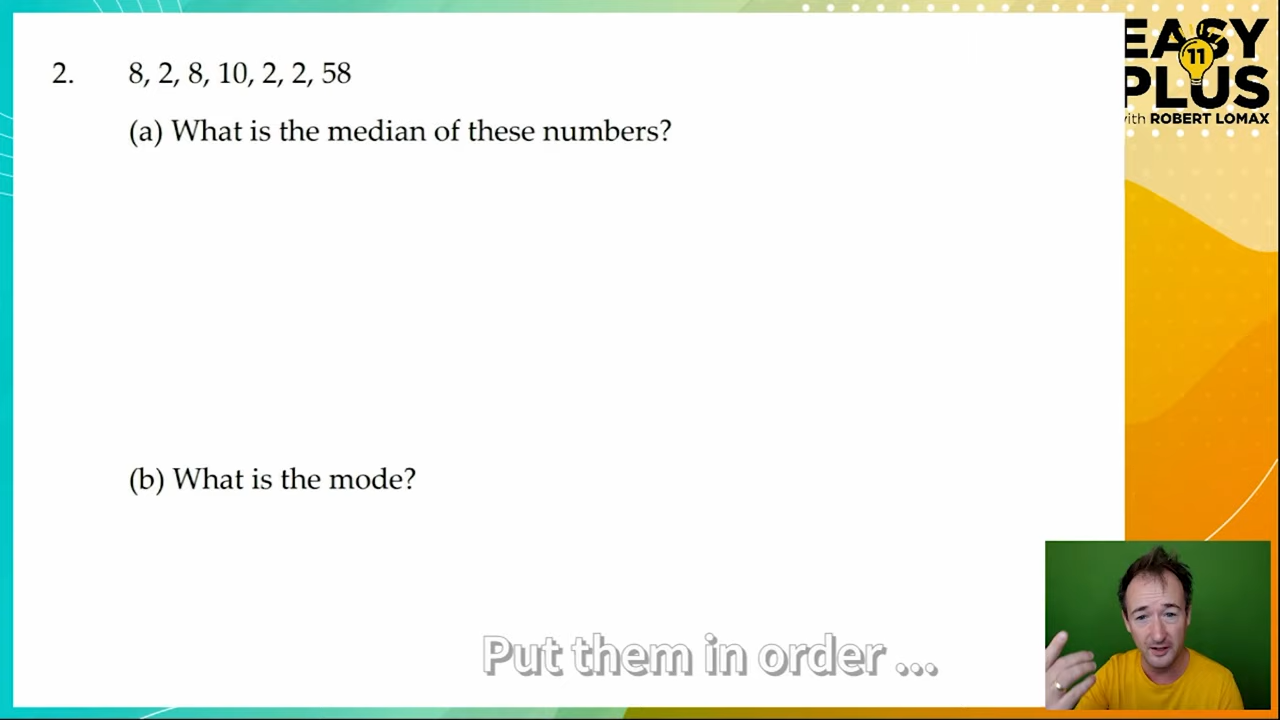 EASY
11
PLUS
with ROBERT LOMAX
2. 8, 2, 8, 10, 2, 2, 58
(a) What is the median of these numbers?
(b) What is the mode?
Put them in order ...